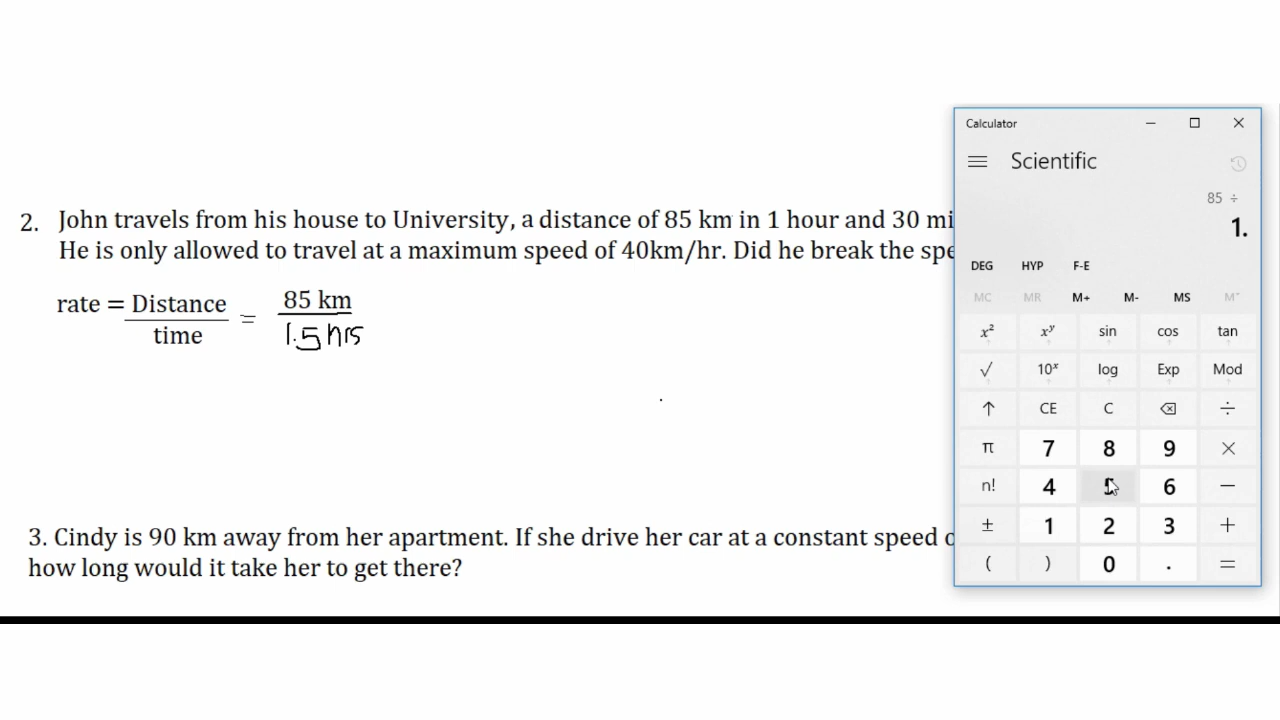 2. John travels from his house to University, a distance of 85 km in 1 hour and 30 mi
He is only allowed to travel at a maximum speed of 40km/hr. Did he break the spe
rate = Distance = 85 km
time 1.5 hrs
3. Cindy is 90 km away from her apartment. If she drive her car at a constant speed o
how long would it take her to get there?
Calculator
Scientific
85 ÷
1.
DEG HYP F-E
MC MR M+ M- MS M˅
x² xʸ sin cos tan
√ 10ˣ log Exp Mod
↑ CE C ⌫ ÷
π 7 8 9 ×
n! 4 5 6 −
± 1 2 3 +
( ) 0 . =